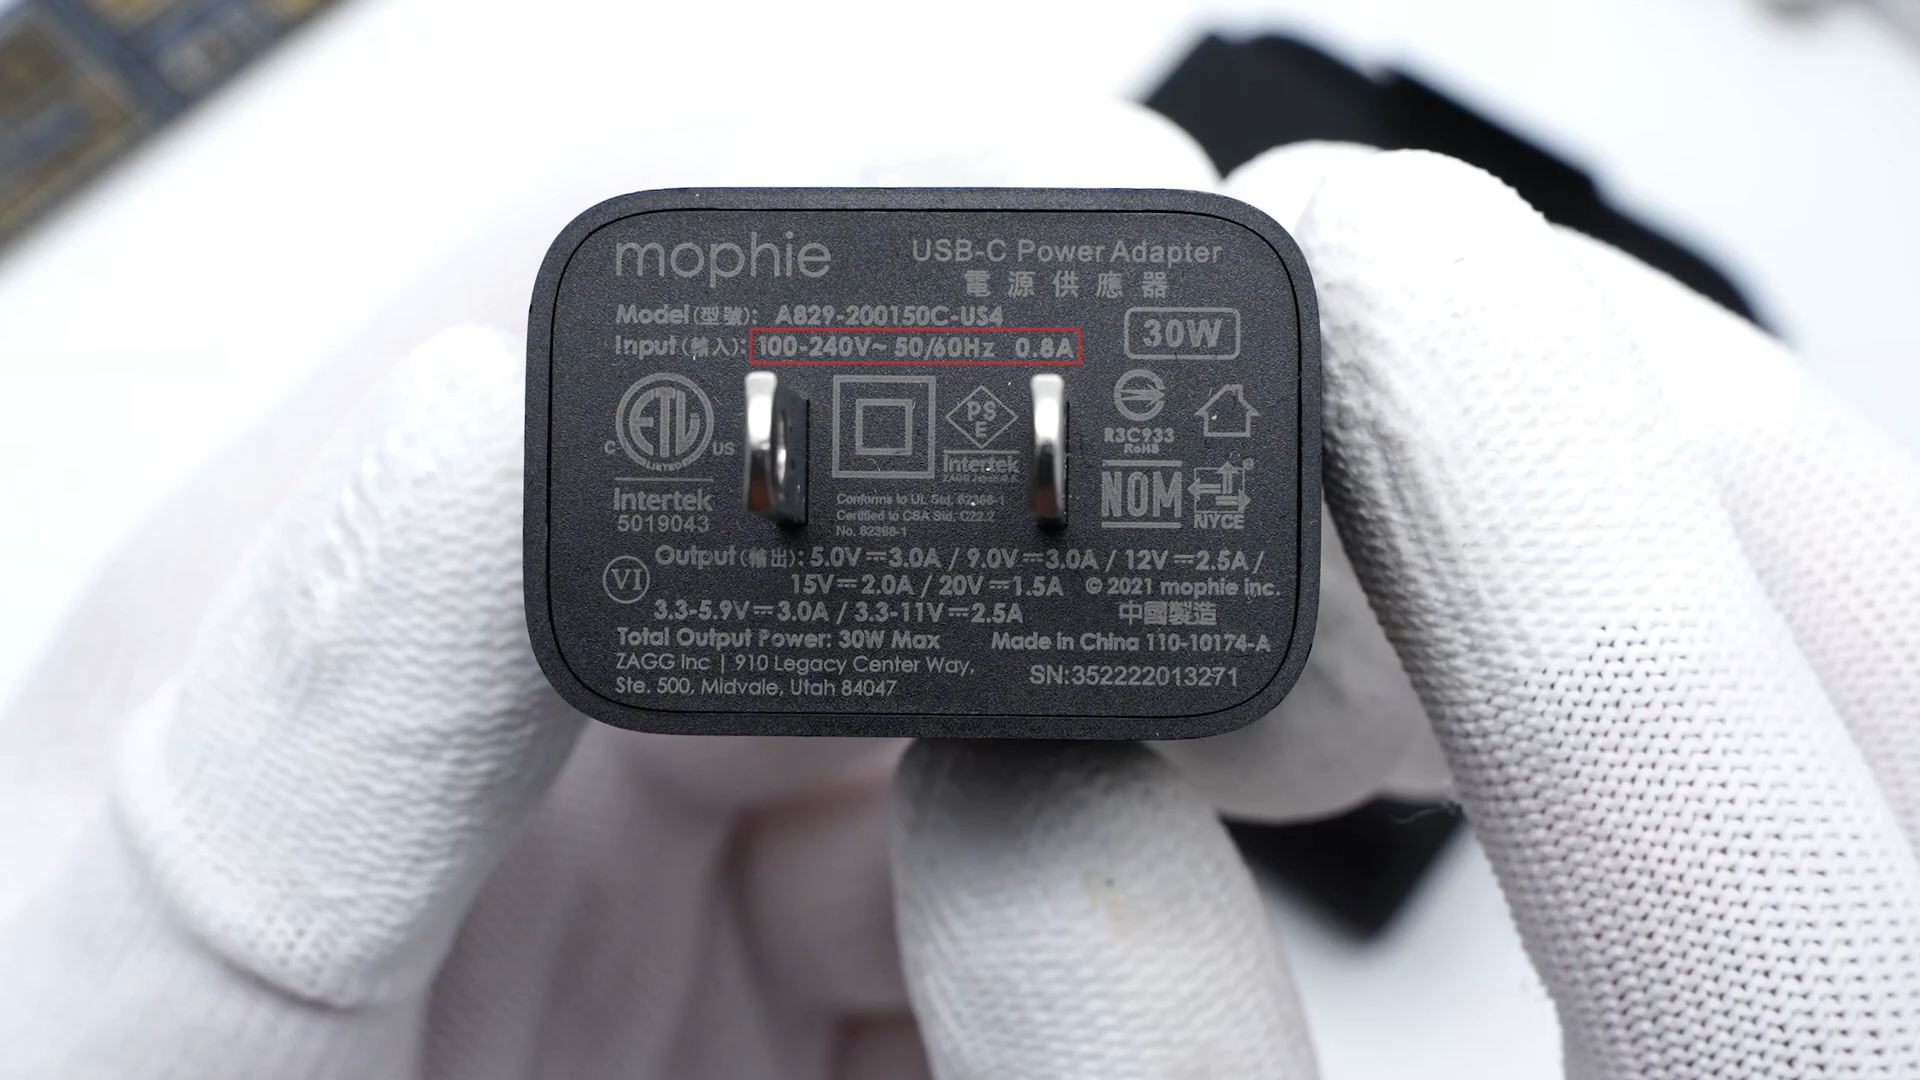 mophie
USB-C Power Adapter
電源供應器
Model(型號): A829-200150C-US4
Input(輸入): 100-240V~ 50/60Hz 0.8A
30W
ETL
LISTED
C US
Intertek
5019043
PS
E
Intertek
ZAGG Japan G.K.
Conforms to UL Std. 62368-1
Certified to CSA Std. C22.2
No. 62368-1
R3C933
RoHS
NOM
NYCE
VI
Output(輸出): 5.0V⎓3.0A / 9.0V⎓3.0A / 12V⎓2.5A /
15V⎓2.0A / 20V⎓1.5A © 2021 mophie inc.
3.3-5.9V⎓3.0A / 3.3-11V⎓2.5A 中國製造
Total Output Power: 30W Max Made in China 110-10174-A
ZAGG Inc | 910 Legacy Center Way,
Ste. 500, Midvale, Utah 84047
SN:352222013271